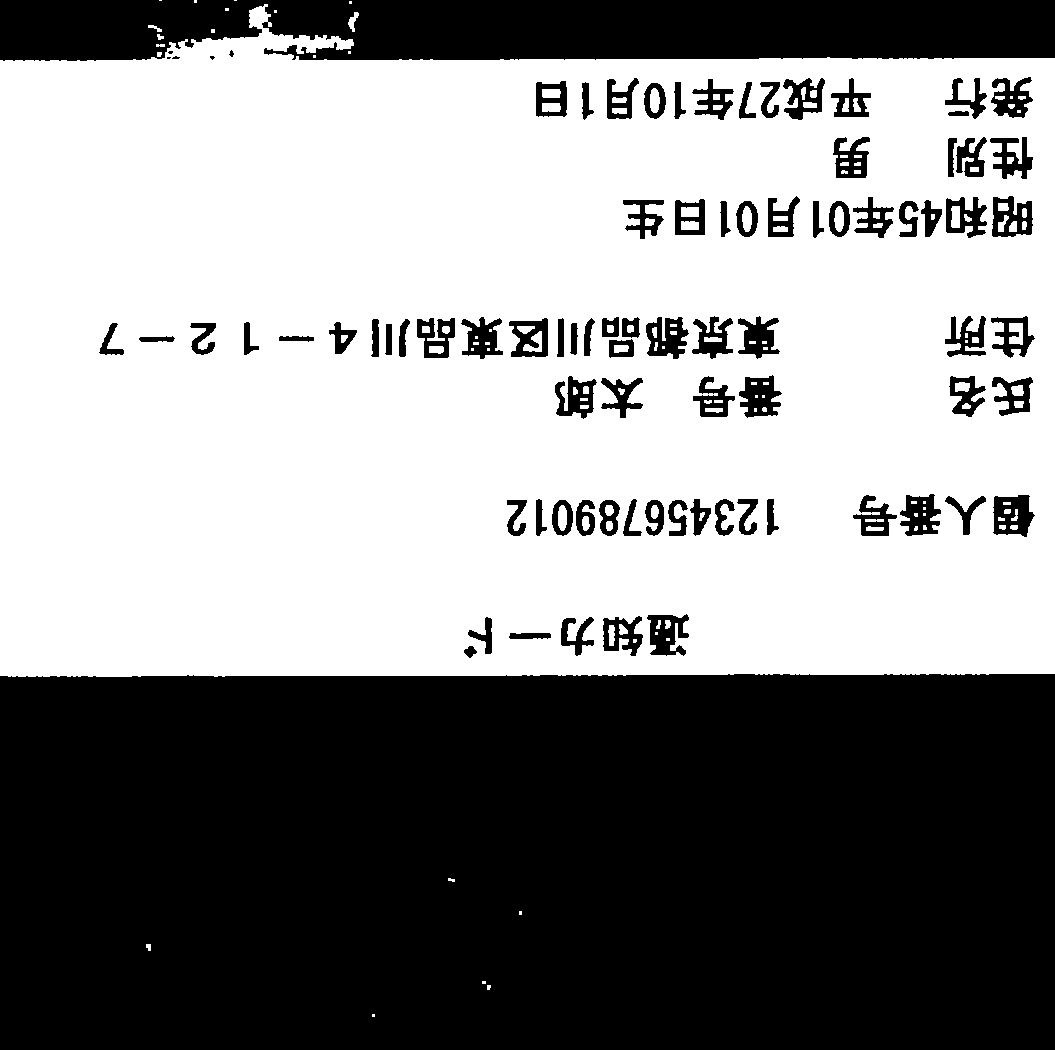 通知カード
個人番号 123456789012
氏名 番号 太郎
住所 東京都品川区東品川4-12-7
昭和45年01月01日生
性別 男
発行 平成27年10月1日